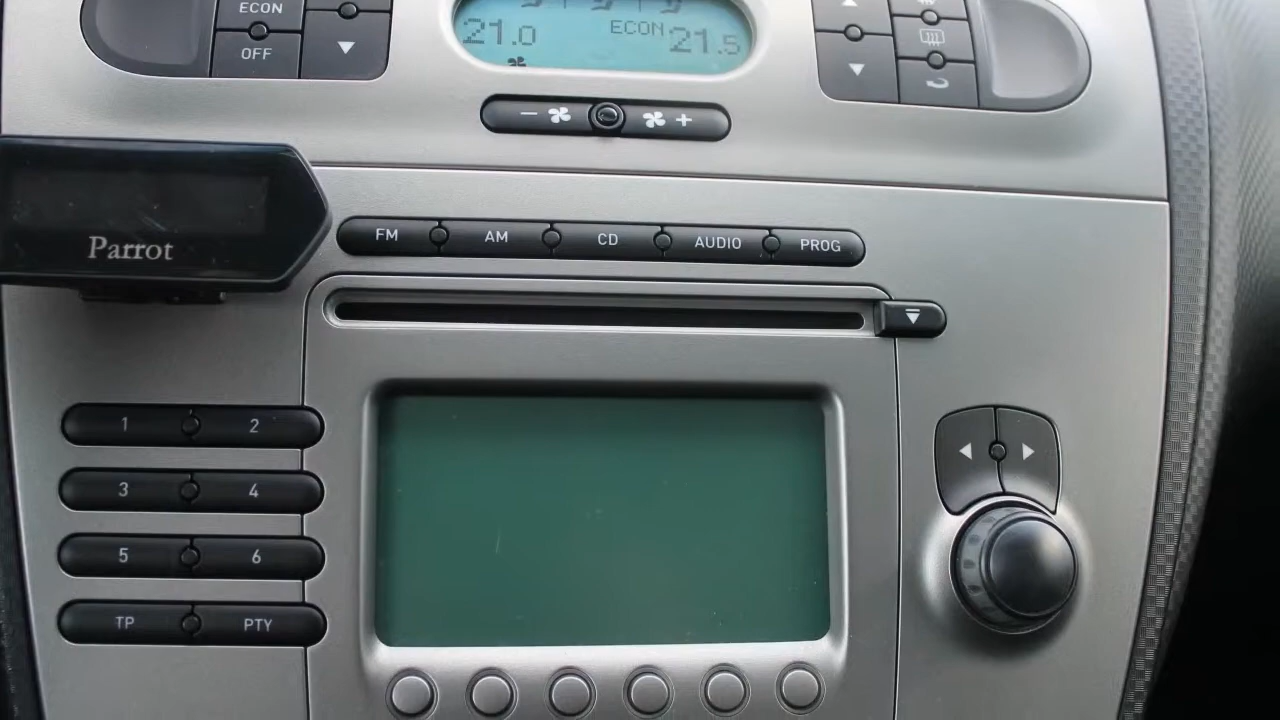 ECON
OFF
21.0 ECON 21.5
− +
Parrot
FM AM CD AUDIO PROG
1 2
3 4
5 6
TP PTY